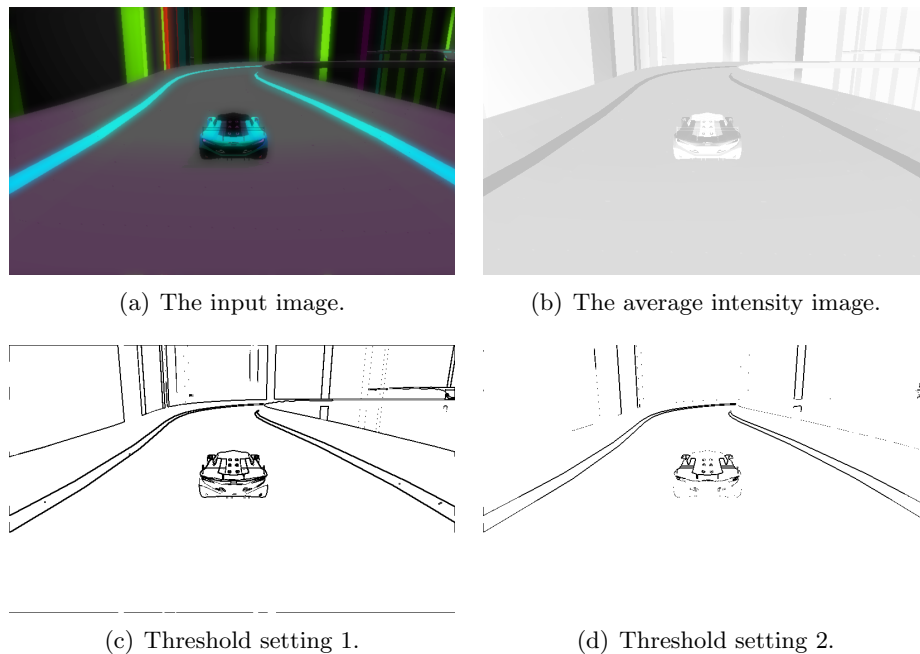 (a) The input image.
(b) The average intensity image.
(c) Threshold setting 1.
(d) Threshold setting 2.